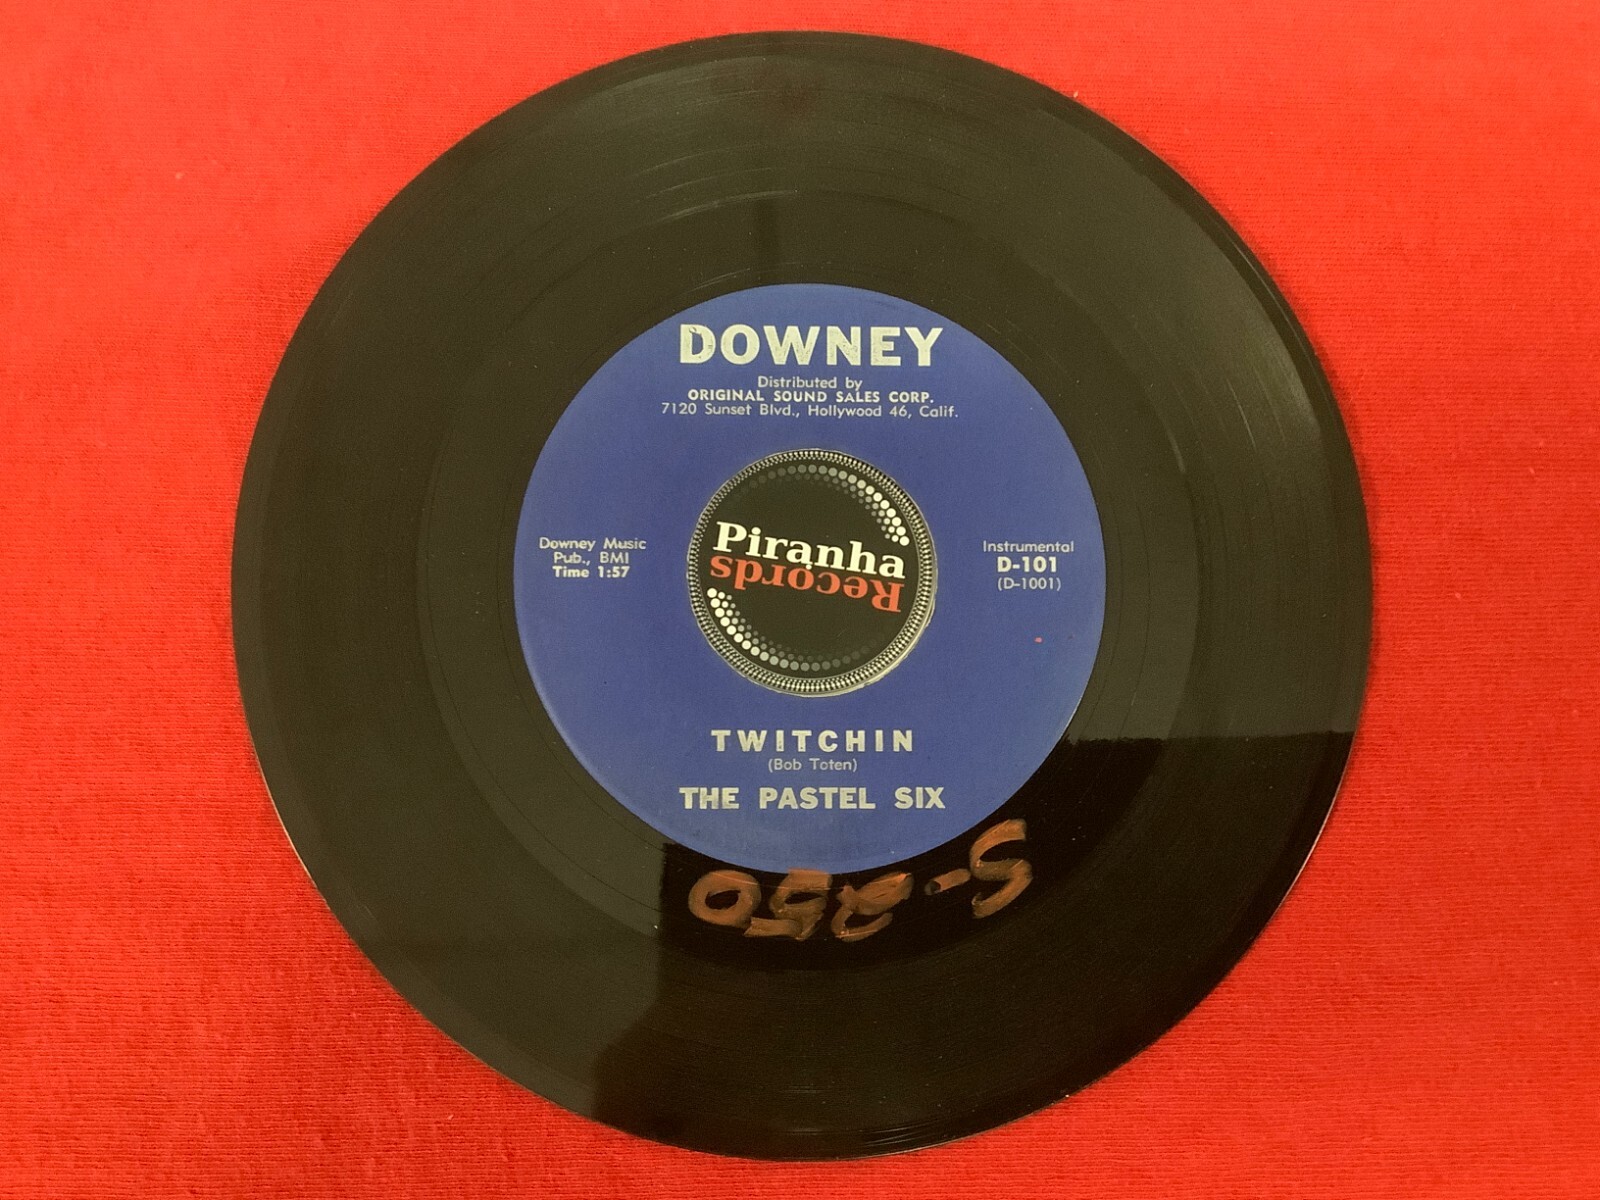 DOWNEY
Distributed by
ORIGINAL SOUND SALES CORP.
7120 Sunset Blvd., Hollywood 46, Calif.
Downey Music
Pub., BMI
Time 1:57
Piranha
Records
Instrumental
D-101
(D-1001)
TWITCHIN
(Bob Toten)
THE PASTEL SIX
S-250